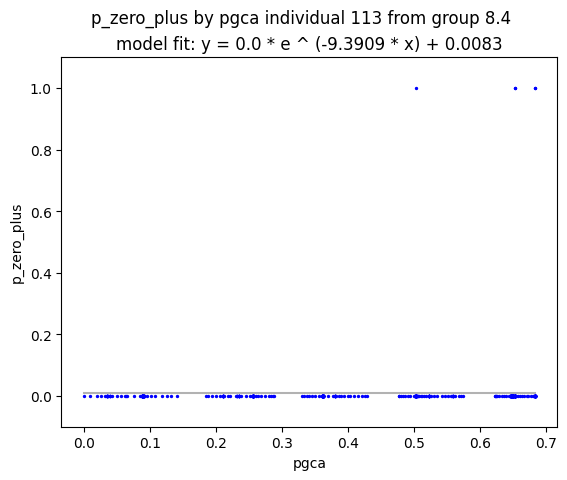 p_zero_plus by pgca individual 113 from group 8.4
model fit: y = 0.0 * e ^ (-9.3909 * x) + 0.0083
1.0
0.8
0.6
0.4
0.2
0.0
p_zero_plus
0.0 0.1 0.2 0.3 0.4 0.5 0.6 0.7
pgca